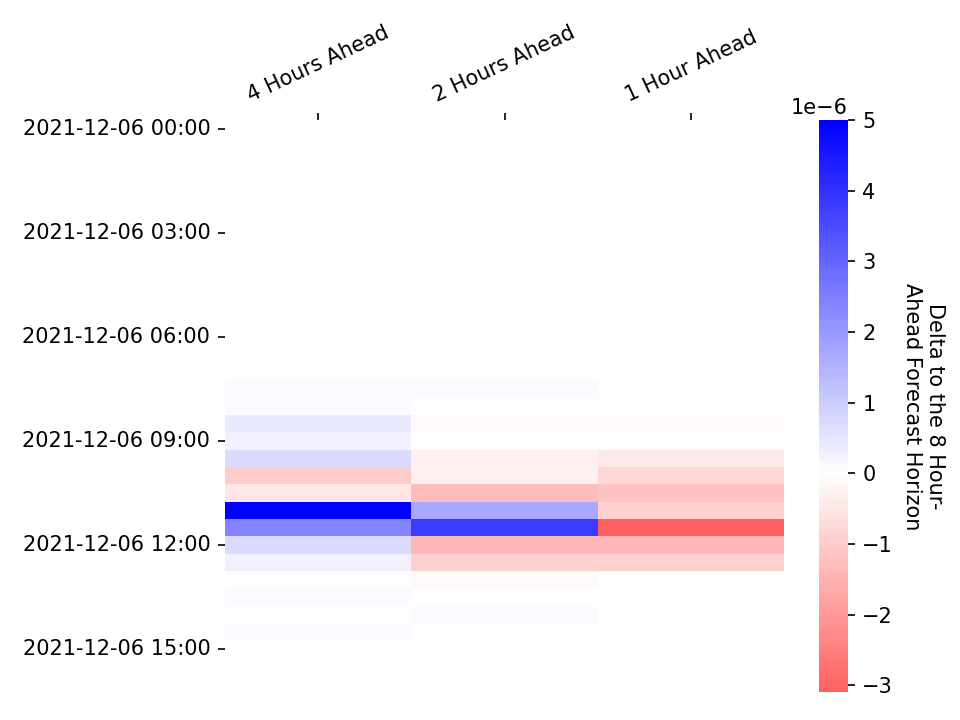 4 Hours Ahead
2 Hours Ahead
1 Hour Ahead
1e−6
2021-12-06 00:00
2021-12-06 03:00
2021-12-06 06:00
2021-12-06 09:00
2021-12-06 12:00
2021-12-06 15:00
5
4
3
2
1
0
−1
−2
−3
Delta to the 8 Hour-
Ahead Forecast Horizon